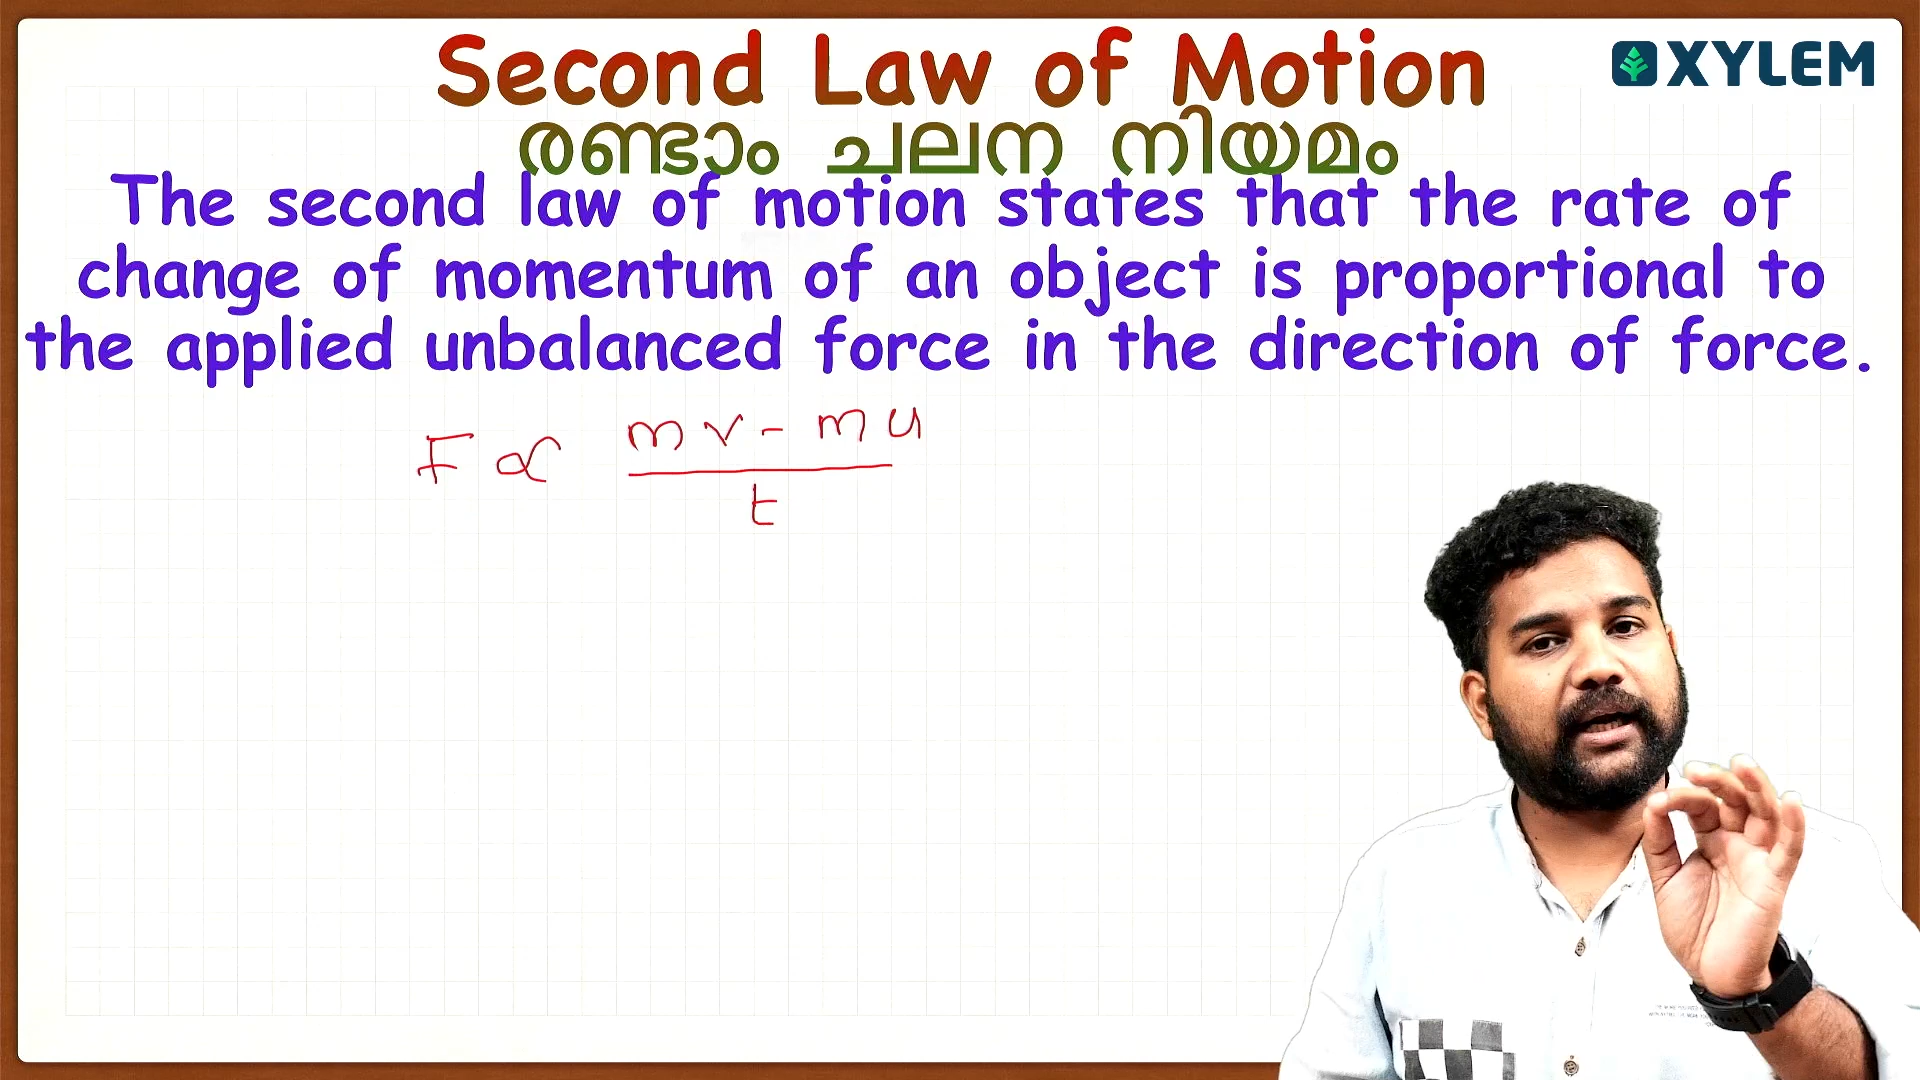 Second Law of Motion
XYLEM
രണ്ടാം ചലന നിയമം
The second law of motion states that the rate of
change of momentum of an object is proportional to
the applied unbalanced force in the direction of force.
F ∝ mv - mu
t